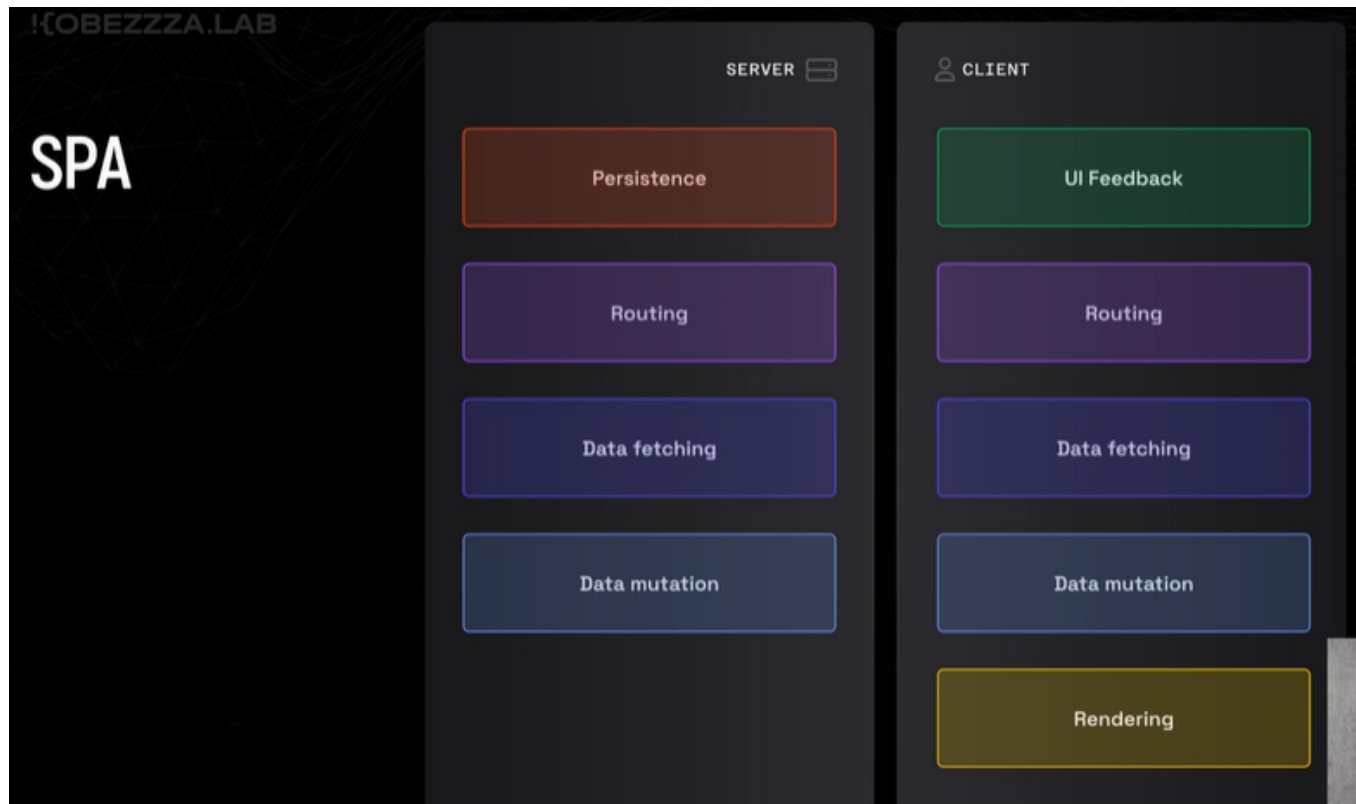 !{OBEZZZA.LAB
SPA
SERVER
Persistence
Routing
Data fetching
Data mutation
CLIENT
UI Feedback
Routing
Data fetching
Data mutation
Rendering